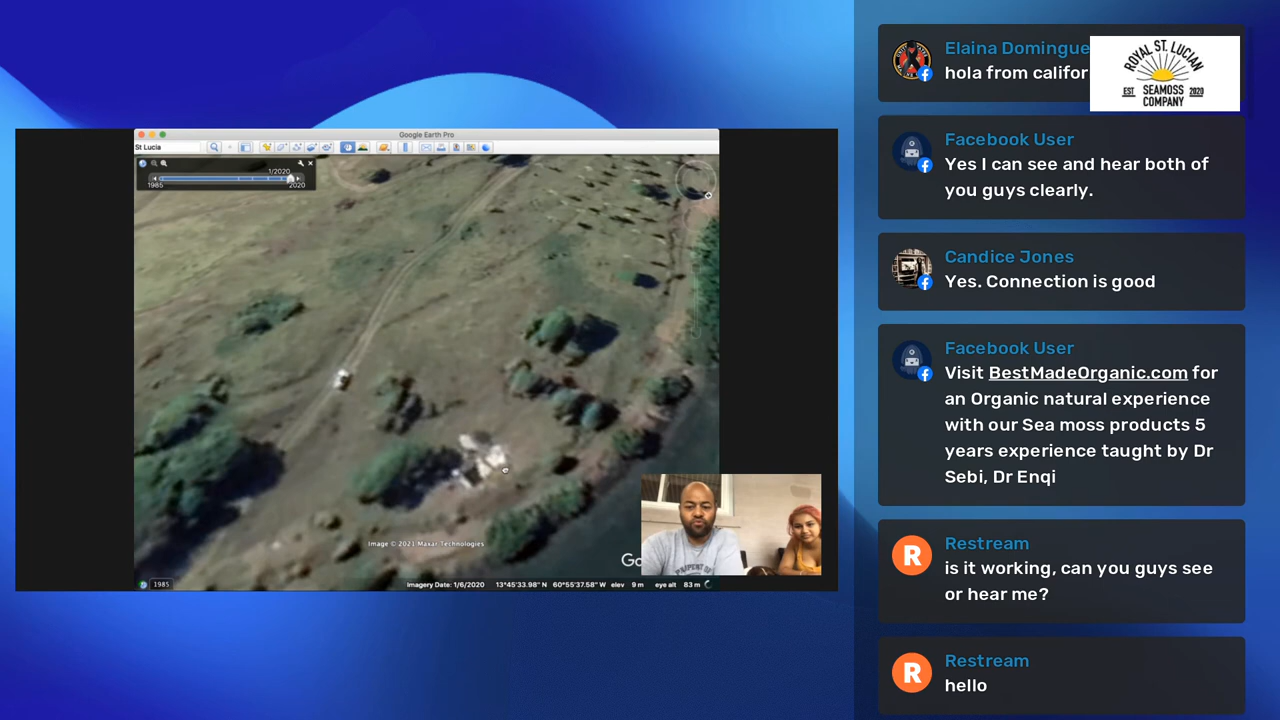 Google Earth Pro
St Lucia
1/2020
1985
2020
Image © 2021 Maxar Technologies
Go
1985
Imagery Date: 1/6/2020 13°45'33.98" N 60°55'37.58" W elev 9 m eye alt 83 m
PROPERTY OF
Elaina Domingue
hola from califor
ROYAL ST. LUCIAN
EST 2020
SEAMOSS
COMPANY
Facebook User
Yes I can see and hear both of
you guys clearly.
Candice Jones
Yes. Connection is good
Facebook User
Visit BestMadeOrganic.com for
an Organic natural experience
with our Sea moss products 5
years experience taught by Dr
Sebi, Dr Enqi
R
Restream
is it working, can you guys see
or hear me?
R
Restream
hello